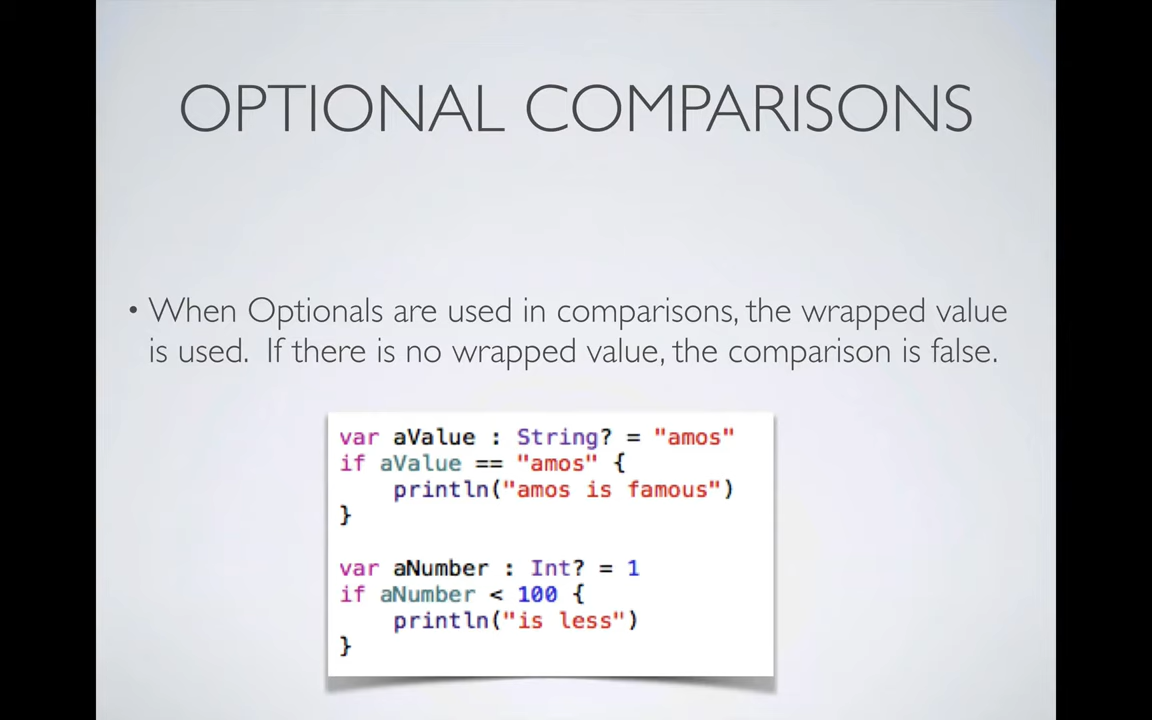 OPTIONAL COMPARISONS
• When Optionals are used in comparisons, the wrapped value
is used.  If there is no wrapped value, the comparison is false.
var aValue : String? = "amos"
if aValue == "amos" {
    println("amos is famous")
}
var aNumber : Int? = 1
if aNumber < 100 {
    println("is less")
}